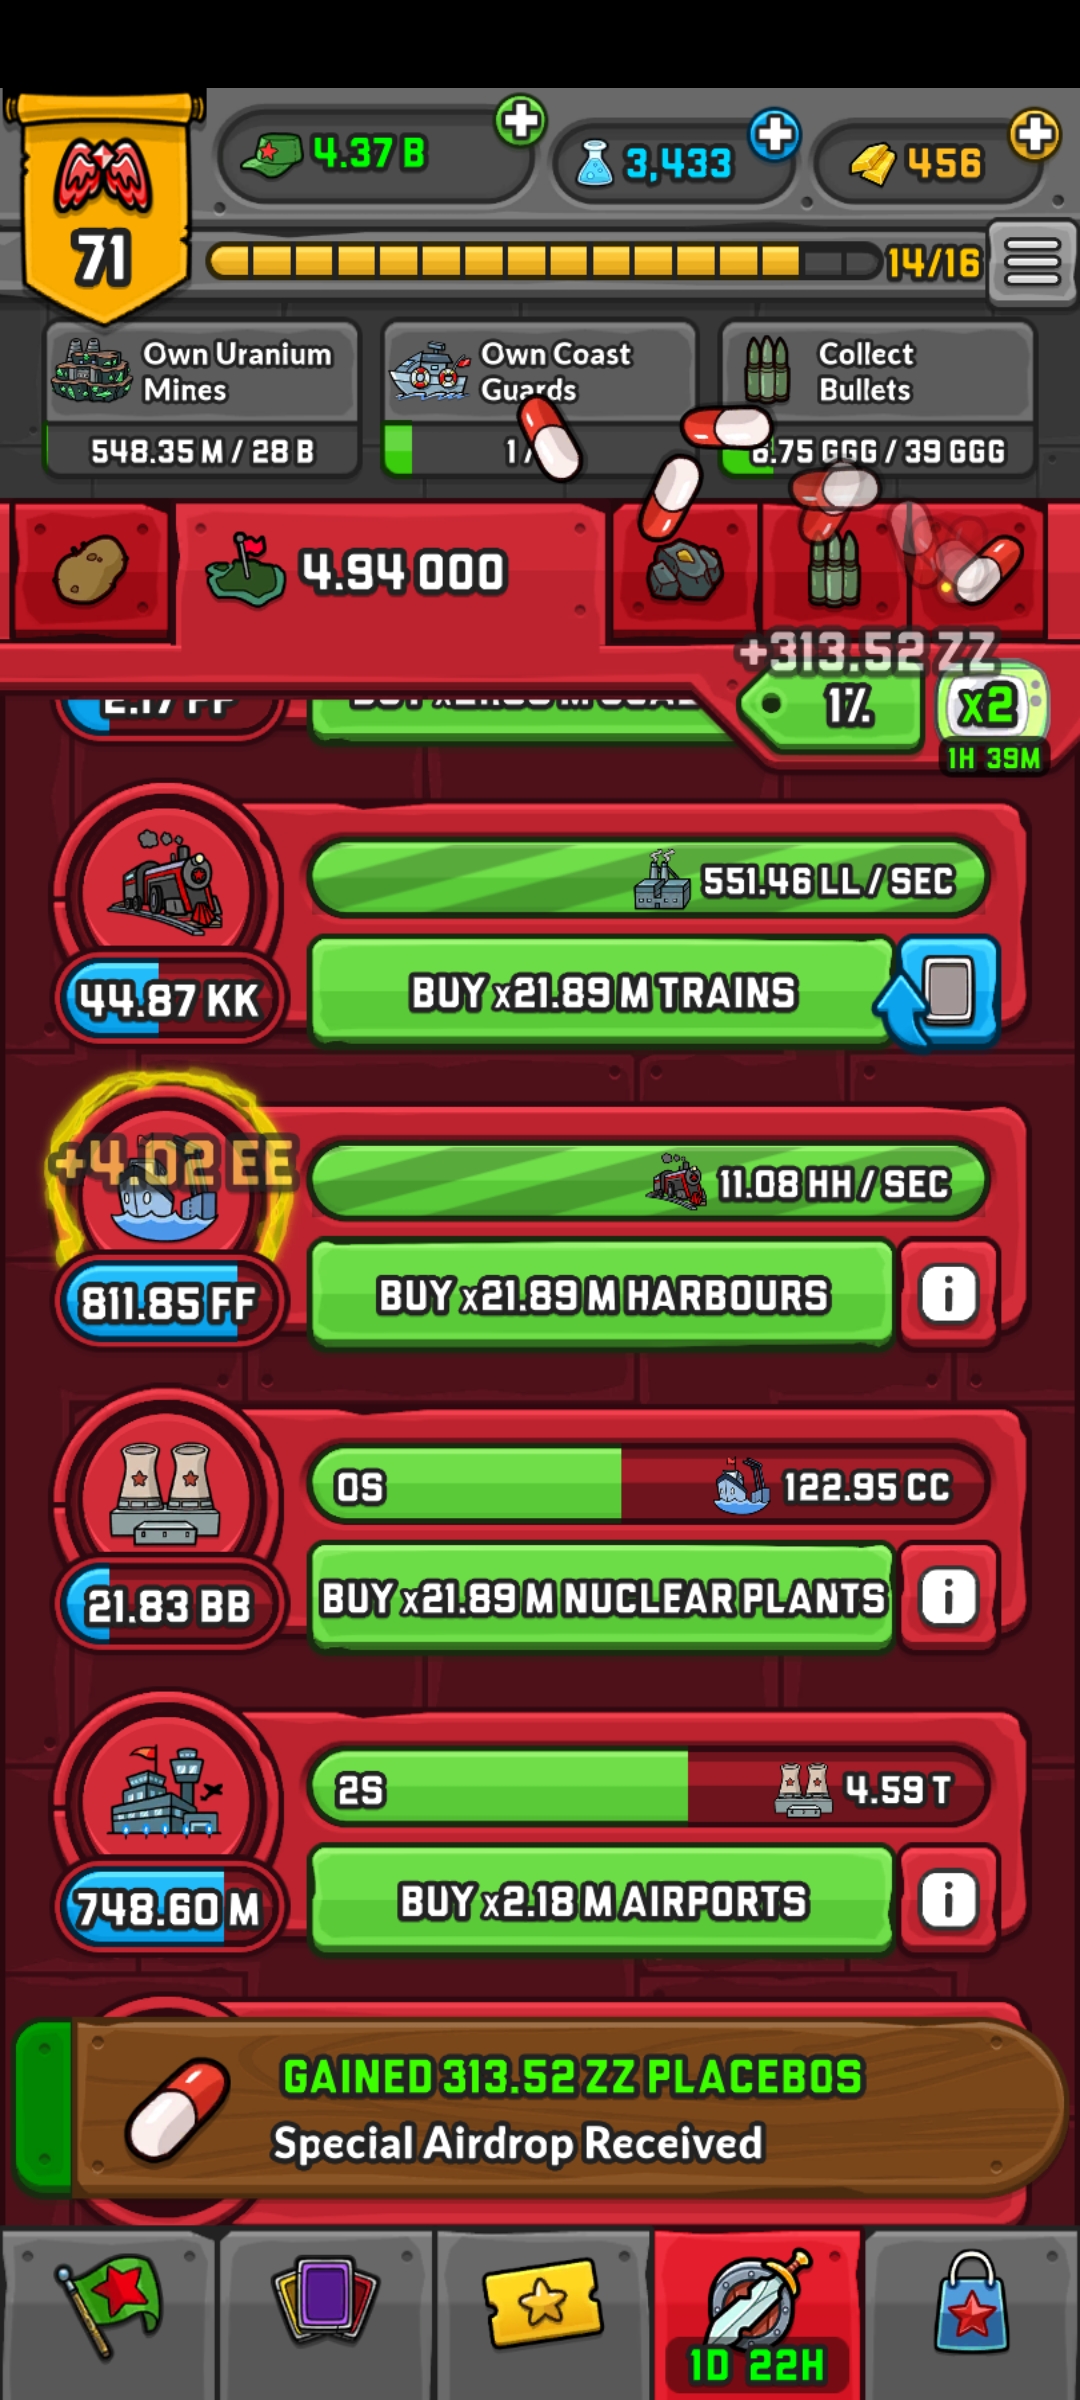 4.37 B
3,433
456
71
14/16
Own Uranium
Mines
548.35 M / 28 B
Own Coast
Guards
1 /
Collect
Bullets
6.75 GGG / 39 GGG
4.94 000
+313.52 ZZ
1%
x2
1H 39M
551.46 LL / SEC
44.87 KK
BUY x21.89 M TRAINS
+4.02 EE
11.08 HH / SEC
811.85 FF
BUY x21.89 M HARBOURS
i
0S
122.95 CC
21.83 BB
BUY x21.89 M NUCLEAR PLANTS
i
2S
4.59 T
748.60 M
BUY x2.18 M AIRPORTS
i
GAINED 313.52 ZZ PLACEBOS
Special Airdrop Received
1D 22H